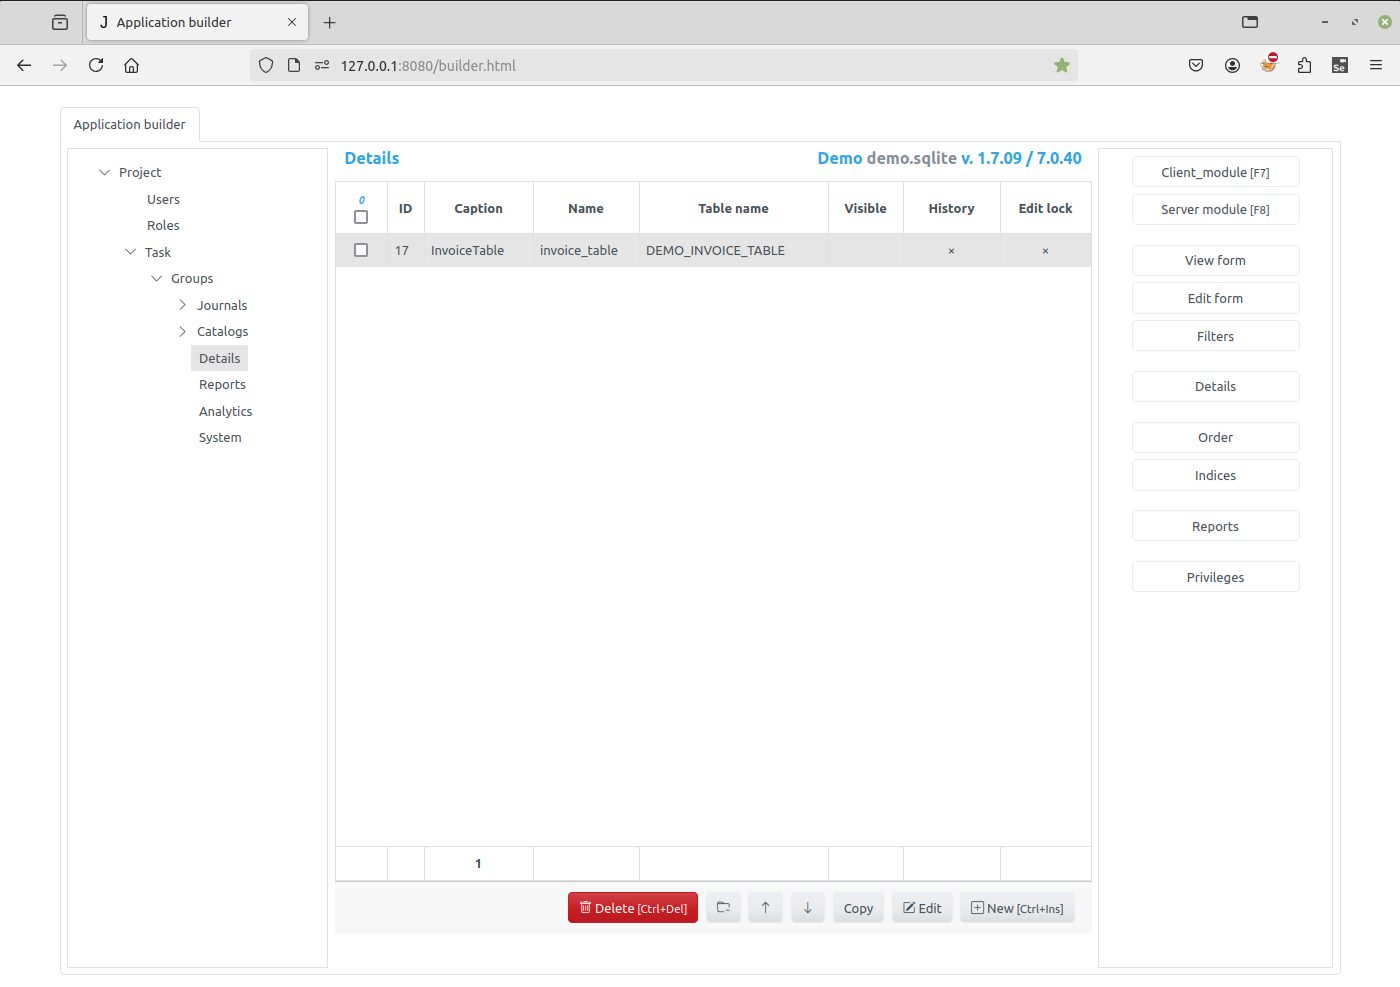 J Application builder
127.0.0.1:8080/builder.html
Se
Application builder
Project
Users
Roles
Task
Groups
Journals
Catalogs
Details
Reports
Analytics
System
Details
Demo demo.sqlite v. 1.7.09 / 7.0.40
0 ID Caption Name Table name Visible History Edit lock
17 InvoiceTable invoice_table DEMO_INVOICE_TABLE × ×
1
Delete [Ctrl+Del] Copy Edit New [Ctrl+Ins]
Client_module [F7]
Server module [F8]
View form
Edit form
Filters
Details
Order
Indices
Reports
Privileges